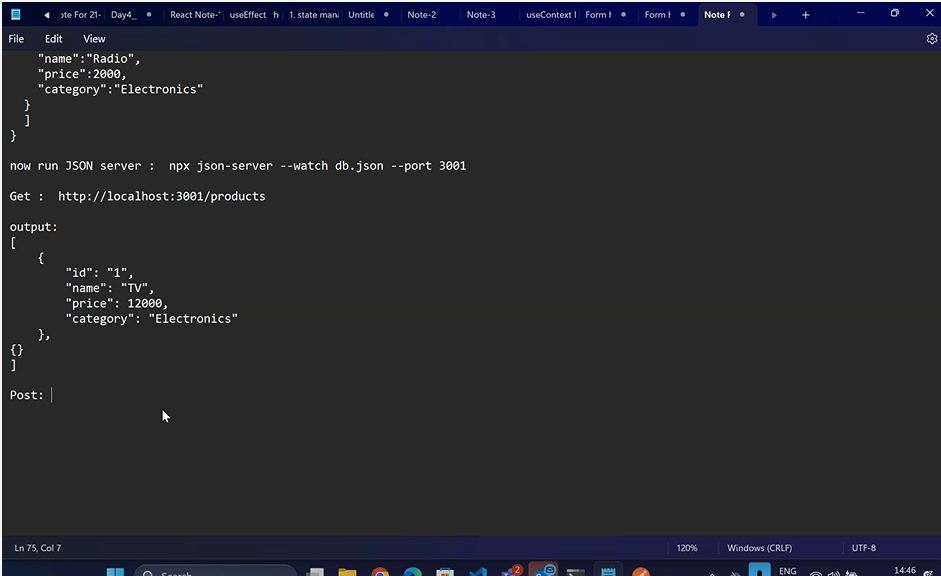 ote For 21-
Day4_
React Note-
useEffect h
1. state man
Untitle
Note-2
Note-3
useContext I
Form h
Form h
Note F
File
Edit
View
"name":"Radio",
"price":2000,
"category":"Electronics"
}
]
}
now run JSON server :  npx json-server --watch db.json --port 3001
Get :  http://localhost:3001/products
output:
[
{
"id": "1",
"name": "TV",
"price": 12000,
"category": "Electronics"
},
{}
]
Post:
Ln 75, Col 7
120%
Windows (CRLF)
UTF-8
Search
2
ENG
14:46